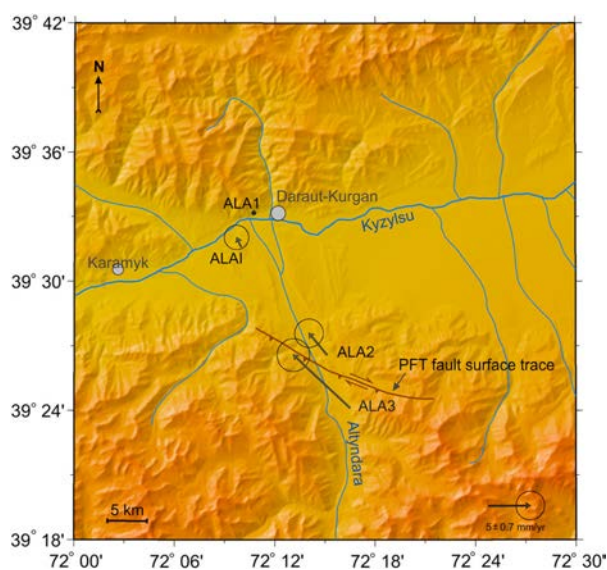 39° 42'
N
39° 36'
Daraut-Kurgan
ALA1
Kyzylsu
ALAI
Karamyk
39° 30'
ALA2
PFT fault surface trace
ALA3
39° 24'
Altyndara
5 km
5±0.7 mm/yr
39° 18'
72° 00' 72° 06' 72° 12' 72° 18' 72° 24' 72° 30'